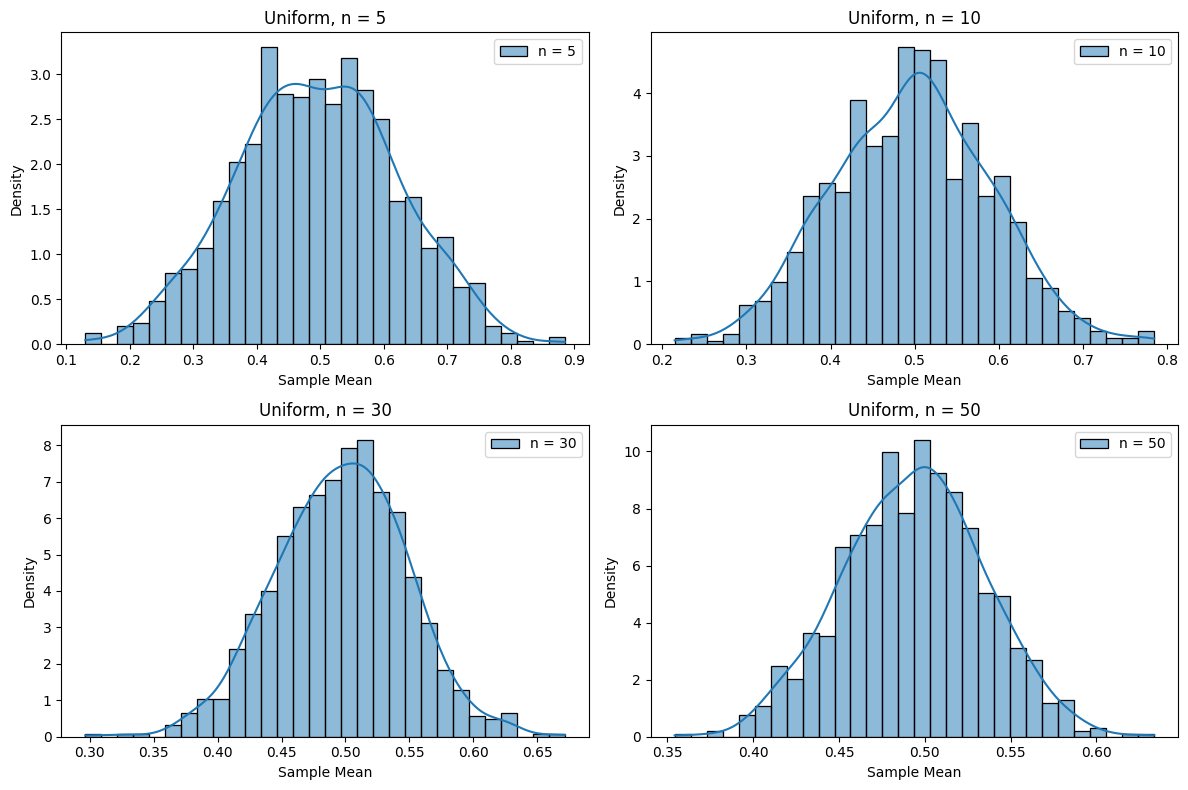 Uniform, n = 5
n = 5
Density
3.0
2.5
2.0
1.5
1.0
0.5
0.0
0.1 0.2 0.3 0.4 0.5 0.6 0.7 0.8 0.9
Sample Mean
Uniform, n = 10
n = 10
Density
4
3
2
1
0
0.2 0.3 0.4 0.5 0.6 0.7 0.8
Sample Mean
Uniform, n = 30
n = 30
Density
8
7
6
5
4
3
2
1
0
0.30 0.35 0.40 0.45 0.50 0.55 0.60 0.65
Sample Mean
Uniform, n = 50
n = 50
Density
10
8
6
4
2
0
0.35 0.40 0.45 0.50 0.55 0.60
Sample Mean